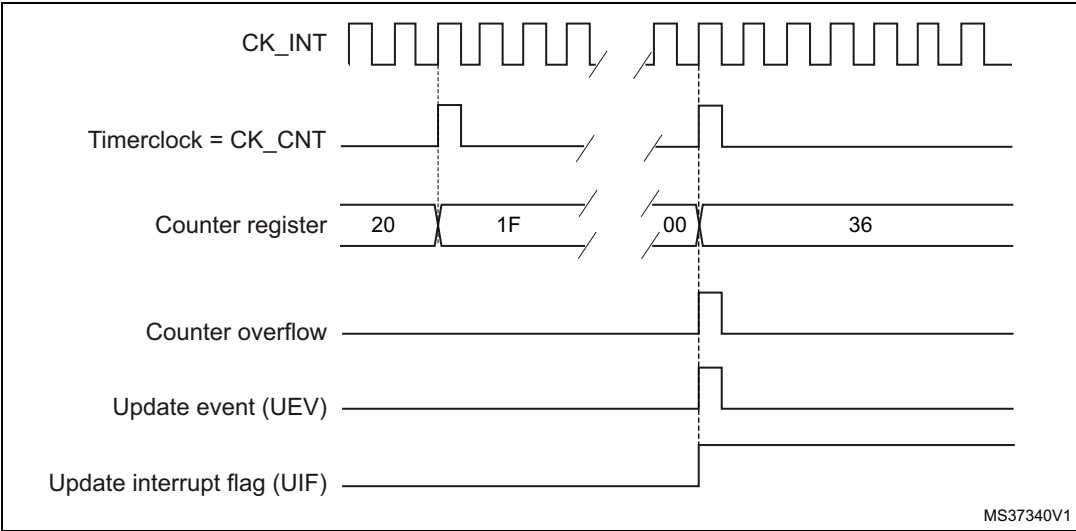 CK_INT
Timerclock = CK_CNT
Counter register 20 1F 00 36
Counter overflow
Update event (UEV)
Update interrupt flag (UIF)
MS37340V1